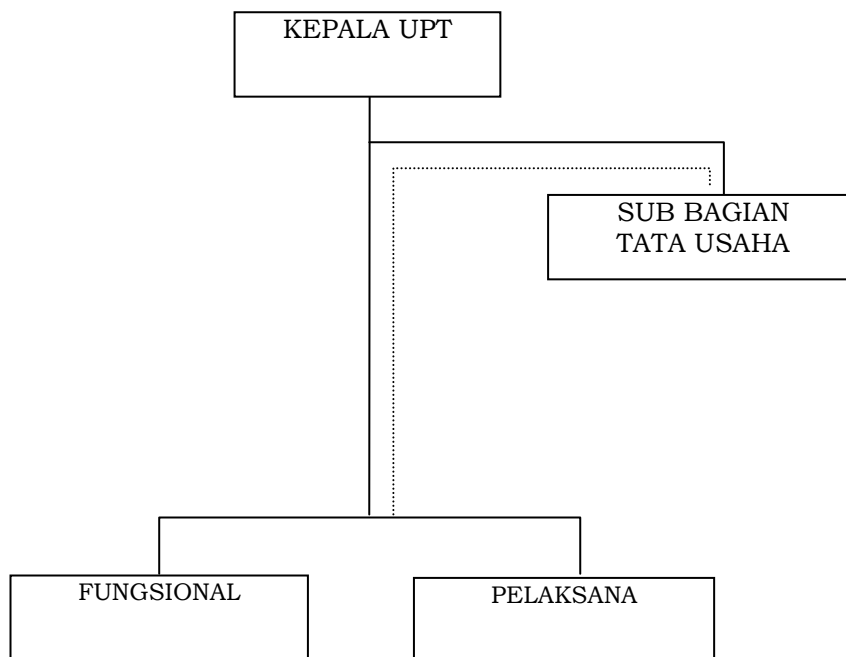 KEPALA UPT
SUB BAGIAN
TATA USAHA
FUNGSIONAL
PELAKSANA